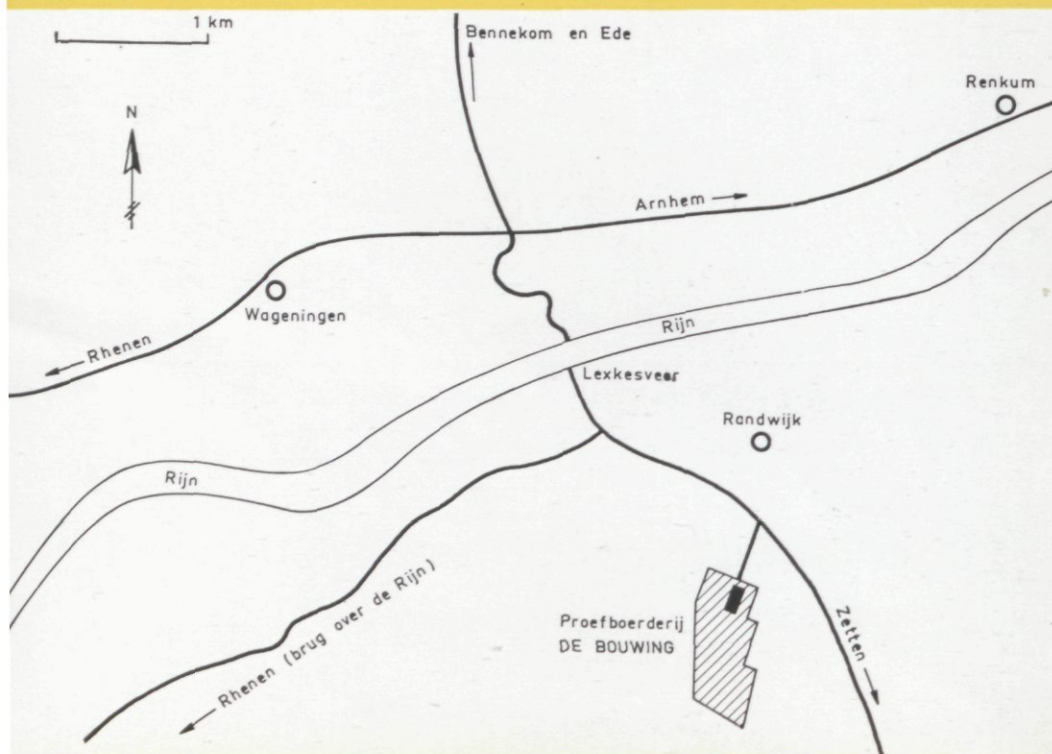 1 km
Bennekom en Ede
N
Renkum
Arnhem
Wageningen
Rhenen
Rijn
Lexkesveer
Randwijk
Rijn
Rhenen (brug over de Rijn)
Proefboerderij
DE BOUWING
Zetten